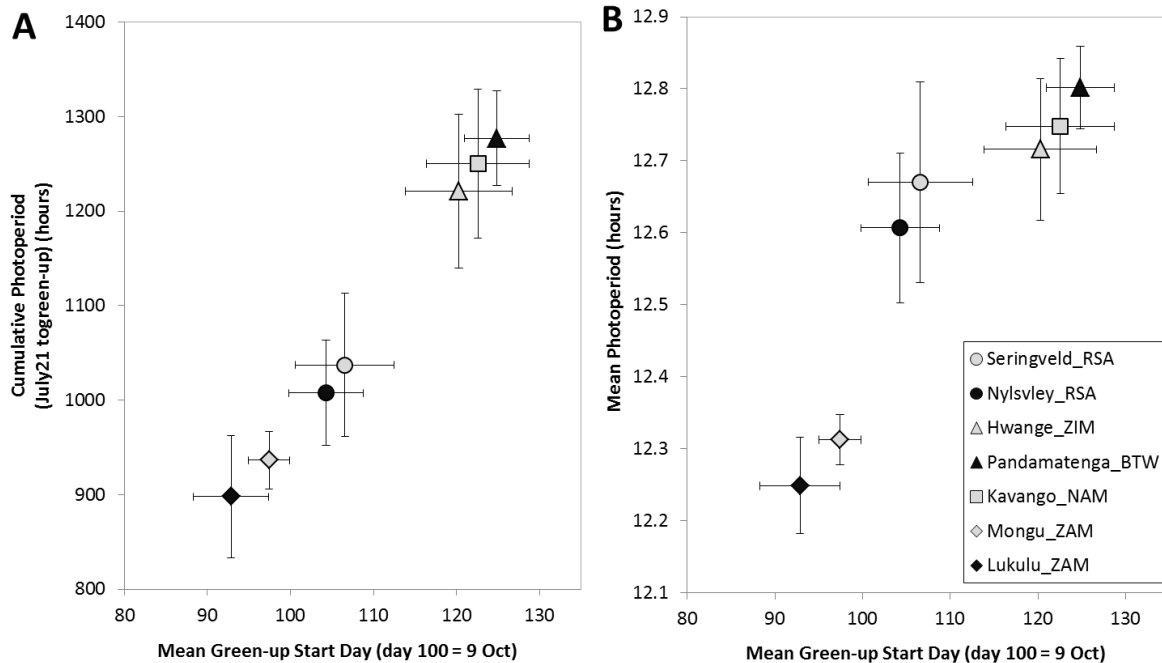 A
1400
1300
1200
1100
1000
900
800
Cumulative Photoperiod
(July21 togreen-up) (hours)
80 90 100 110 120 130
Mean Green-up Start Day (day 100 = 9 Oct)
B
12.9
12.8
12.7
12.6
12.5
12.4
12.3
12.2
12.1
Mean Photoperiod (hours)
80 90 100 110 120 130
Mean Green-up Start Day (day 100 = 9 Oct)
Seringveld_RSA
Nylsvley_RSA
Hwange_ZIM
Pandamatenga_BTW
Kavango_NAM
Mongu_ZAM
Lukulu_ZAM